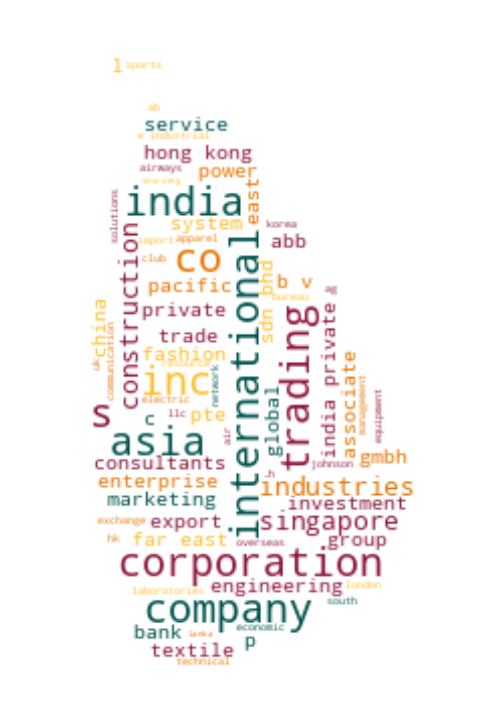 l sports
ab
service
e industrial
hong kong
airways
power
india
east
solutions
system
korea
import
apparel
abb
club
co
construction
international
pacific
b v
sdn bhd
bureau
ag
china
private
trading
india private
trade
uk
communication
fashion
resource
associate
management
inc
network
electric
equipment
s
c
llc
pte
global
asia
air
consultants
johnson
gmbh
h
enterprise
industries
marketing
investment
exchange
export
singapore
hk
far east
overseas
group
corporation
laboratories
engineering
london
company
south
bank
lanka
economic
p
textile
technical